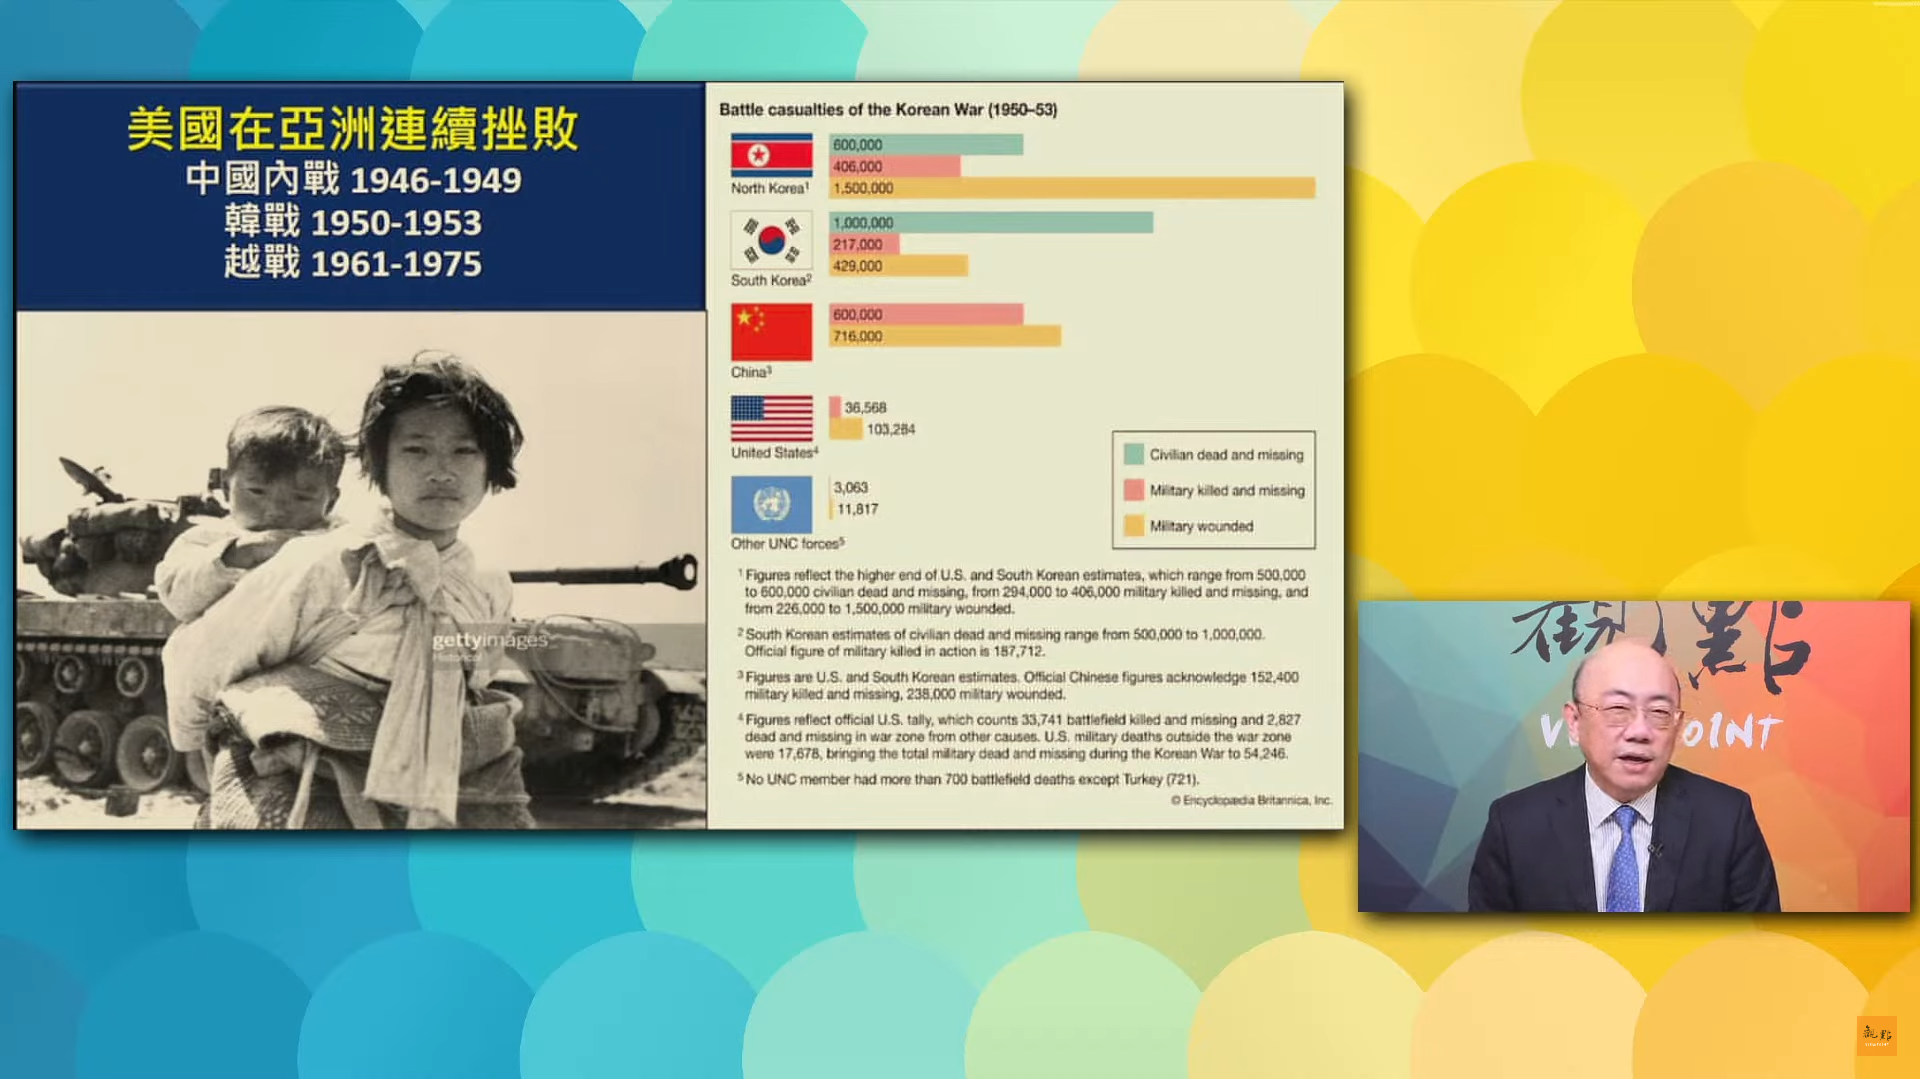 美國在亞洲連續挫敗
中國內戰 1946-1949
韓戰 1950-1953
越戰 1961-1975
gettyimages
Historical
Battle casualties of the Korean War (1950–53)
600,000
406,000
1,500,000
North Korea¹
1,000,000
217,000
429,000
South Korea²
600,000
716,000
China³
36,568
103,284
United States⁴
3,063
11,817
Other UNC forces⁵
Civilian dead and missing
Military killed and missing
Military wounded
¹ Figures reflect the higher end of U.S. and South Korean estimates, which range from 500,000
to 600,000 civilian dead and missing, from 294,000 to 406,000 military killed and missing, and
from 226,000 to 1,500,000 military wounded.
² South Korean estimates of civilian dead and missing range from 500,000 to 1,000,000.
Official figure of military killed in action is 187,712.
³ Figures are U.S. and South Korean estimates. Official Chinese figures acknowledge 152,400
military killed and missing, 238,000 military wounded.
⁴ Figures reflect official U.S. tally, which counts 33,741 battlefield killed and missing and 2,827
dead and missing in war zone from other causes. U.S. military deaths outside the war zone
were 17,678, bringing the total military dead and missing during the Korean War to 54,246.
⁵ No UNC member had more than 700 battlefield deaths except Turkey (721).
© Encyclopædia Britannica, Inc.
觀點
觀點